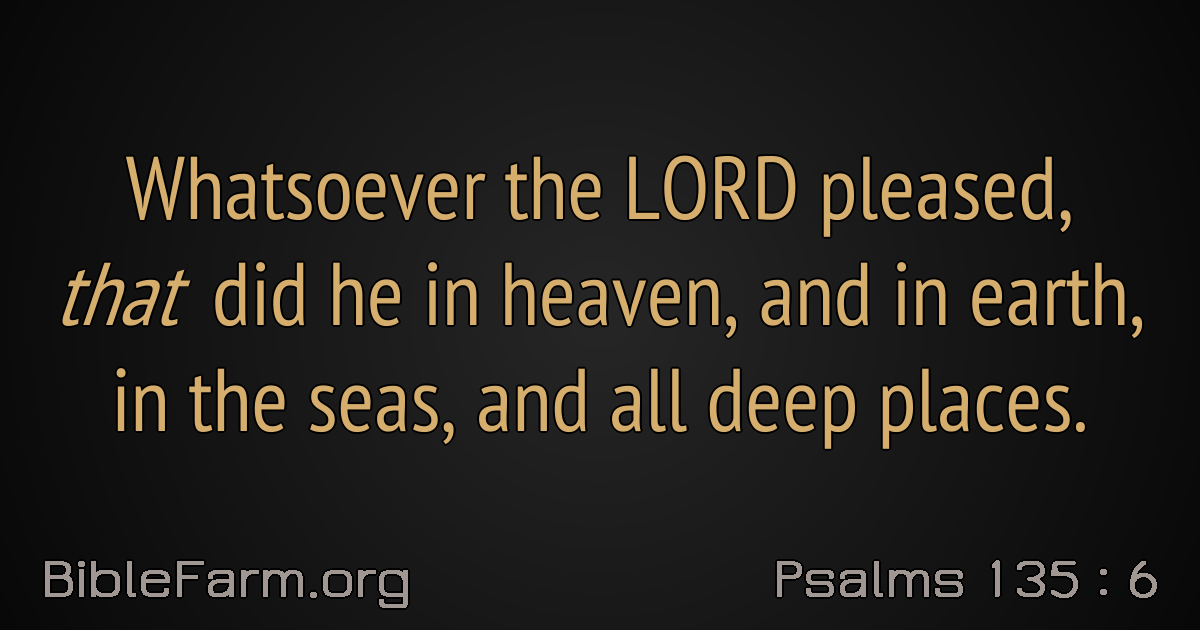 Whatsoever the LORD pleased,
that did he in heaven, and in earth,
in the seas, and all deep places.
BibleFarm.org
Psalms 135 : 6